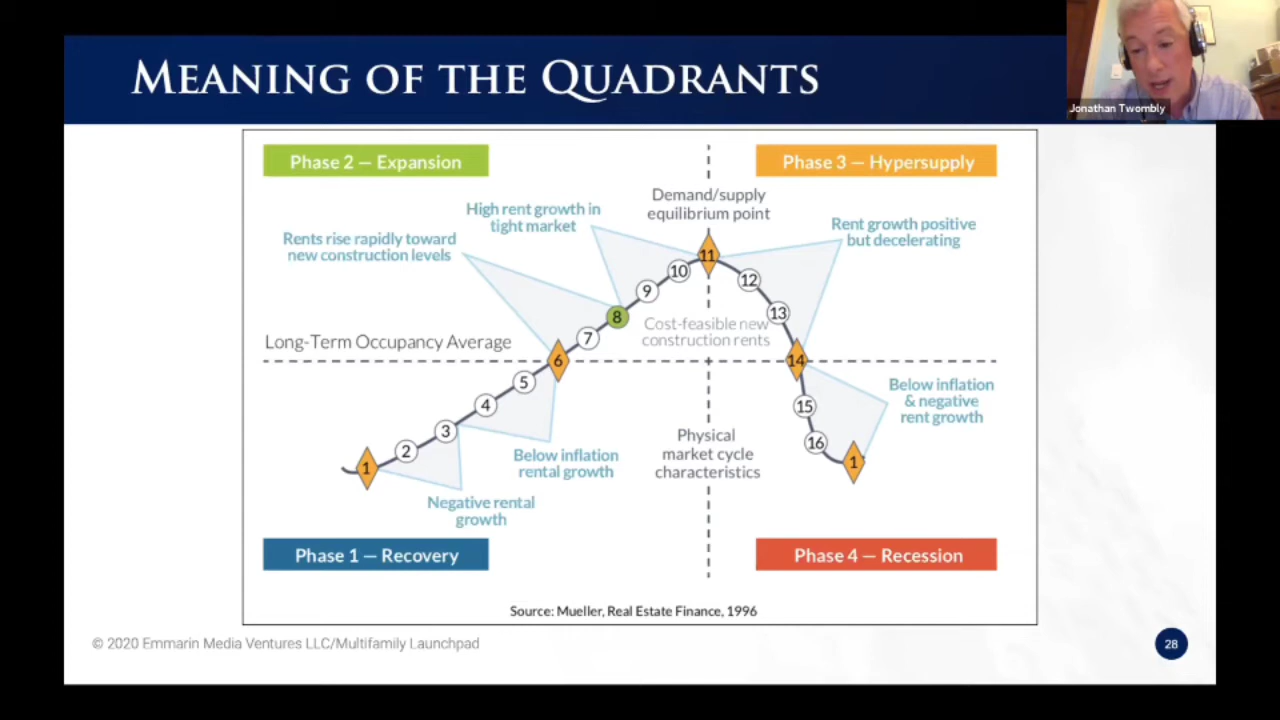 MEANING OF THE QUADRANTS
Jonathan Twombly
Phase 2 — Expansion
Phase 3 — Hypersupply
Demand/supply
equilibrium point
High rent growth in
tight market
Rents rise rapidly toward
new construction levels
Rent growth positive
but decelerating
11
10
12
9
13
8
7
Cost-feasible new
construction rents
Long-Term Occupancy Average
6
14
5
4
15
3
16
2
1
1
Below inflation
& negative
rent growth
Physical
market cycle
characteristics
Below inflation
rental growth
Negative rental
growth
Phase 1 — Recovery
Phase 4 — Recession
Source: Mueller, Real Estate Finance, 1996
© 2020 Emmarin Media Ventures LLC/Multifamily Launchpad
28